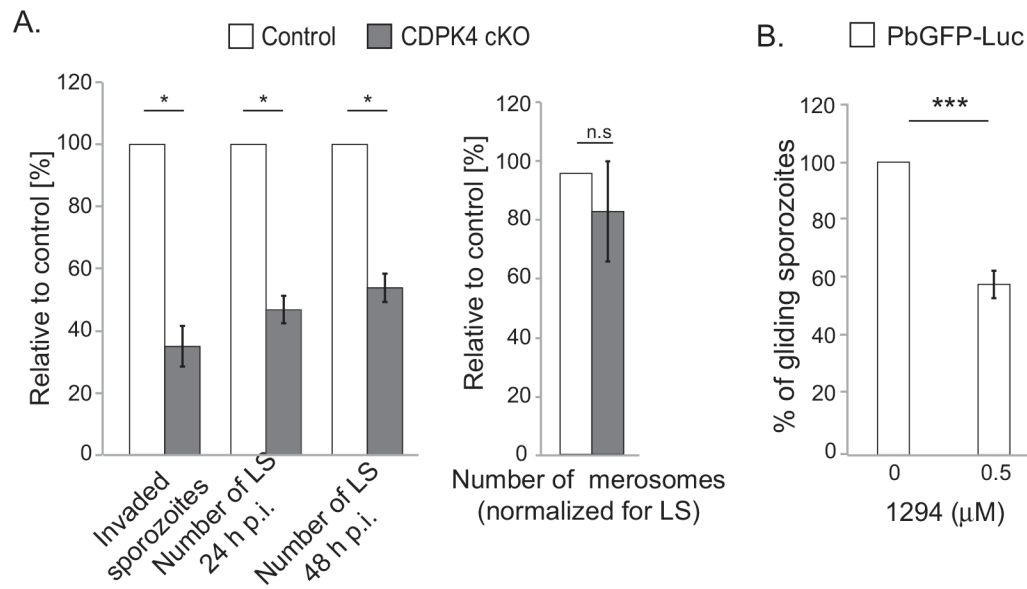 A.
Control
CDPK4 cKO
Relative to control [%]
120
100
80
60
40
20
0
*
*
*
Invaded
sporozoites
Number of LS
24 h p.i.
Number of LS
48 h p.i.
Relative to control [%]
120
100
80
60
40
20
0
n.s
Number of merosomes
(normalized for LS)
B.
PbGFP-Luc
% of gliding sporozoites
120
100
80
60
40
20
0
***
0
0.5
1294 (µM)